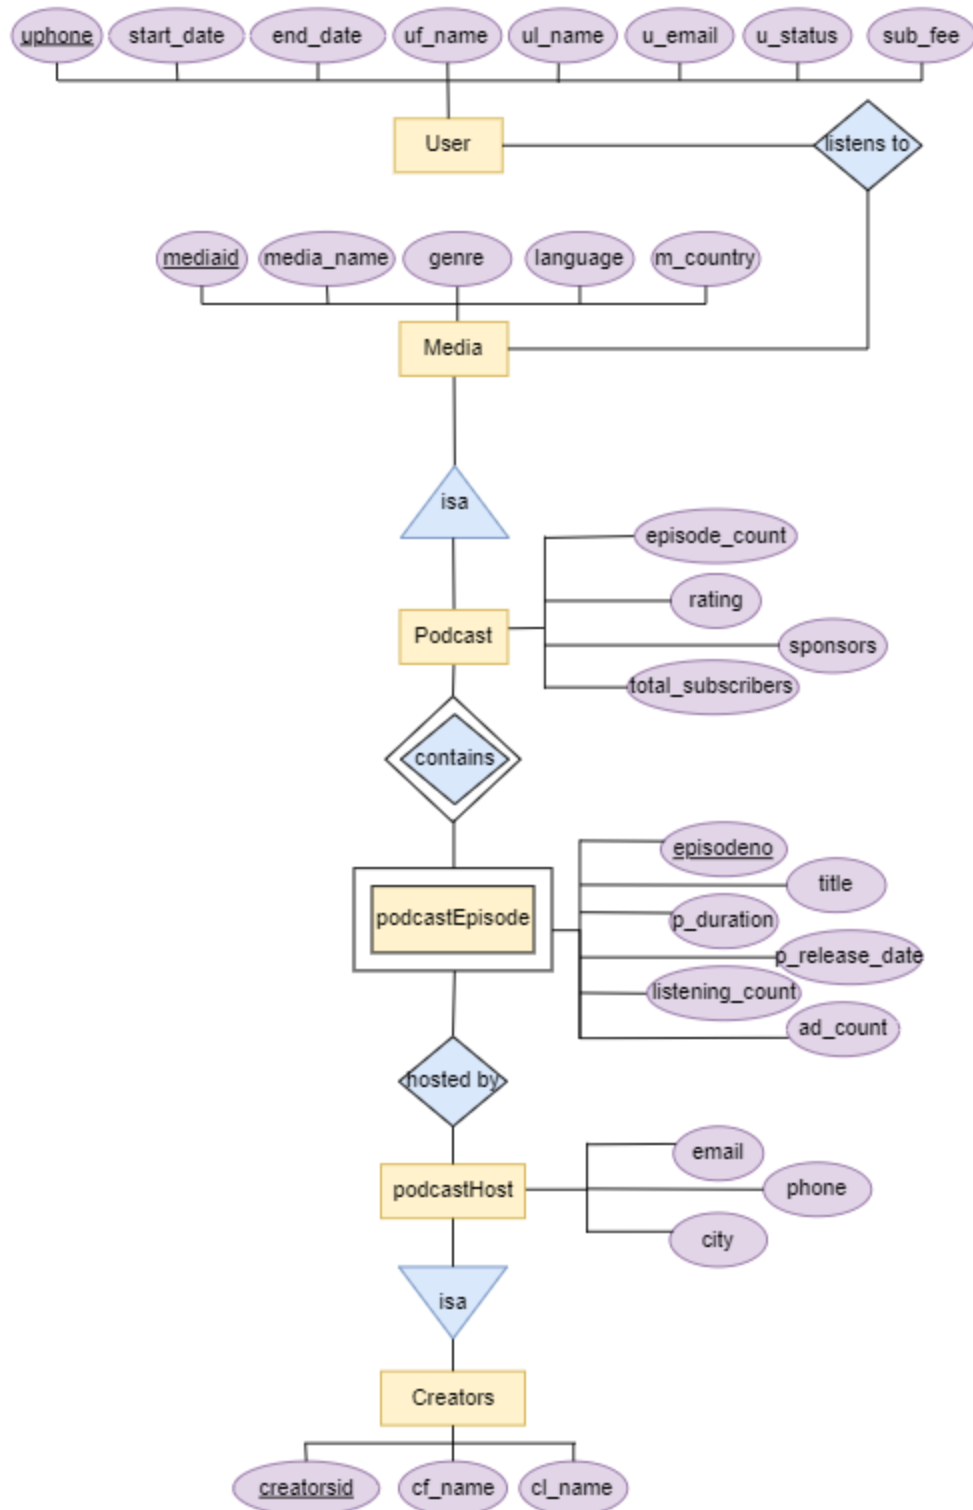 uphone
start_date
end_date
uf_name
ul_name
u_email
u_status
sub_fee
User
listens to
mediaid
media_name
genre
language
m_country
Media
isa
episode_count
rating
Podcast
sponsors
total_subscribers
contains
episodeno
title
podcastEpisode
p_duration
p_release_date
listening_count
ad_count
hosted by
email
podcastHost
phone
city
isa
Creators
creatorsid
cf_name
cl_name